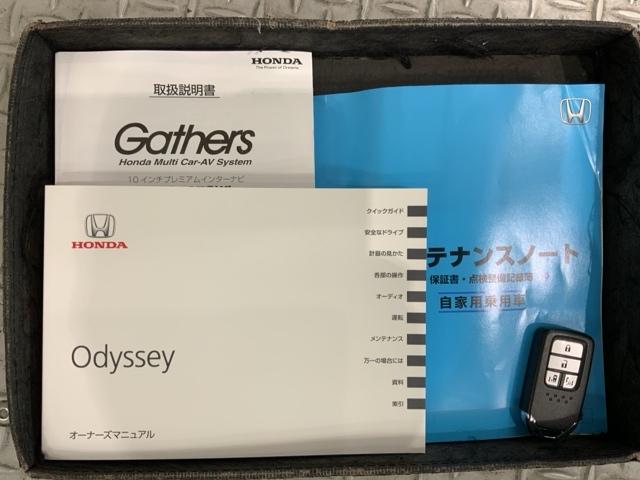 HONDA
The Power of Dreams
取扱説明書
Gathers
Honda Multi Car-AV System
10インチプレミアムインターナビ
テナンスノート
保証書・点検整備記録簿
自家用乗用車
HONDA
Odyssey
オーナーズマニュアル
クイックガイド
安全なドライブ
計器の見かた
各部の操作
オーディオ
運転
メンテナンス
万一の場合には
資料
索引